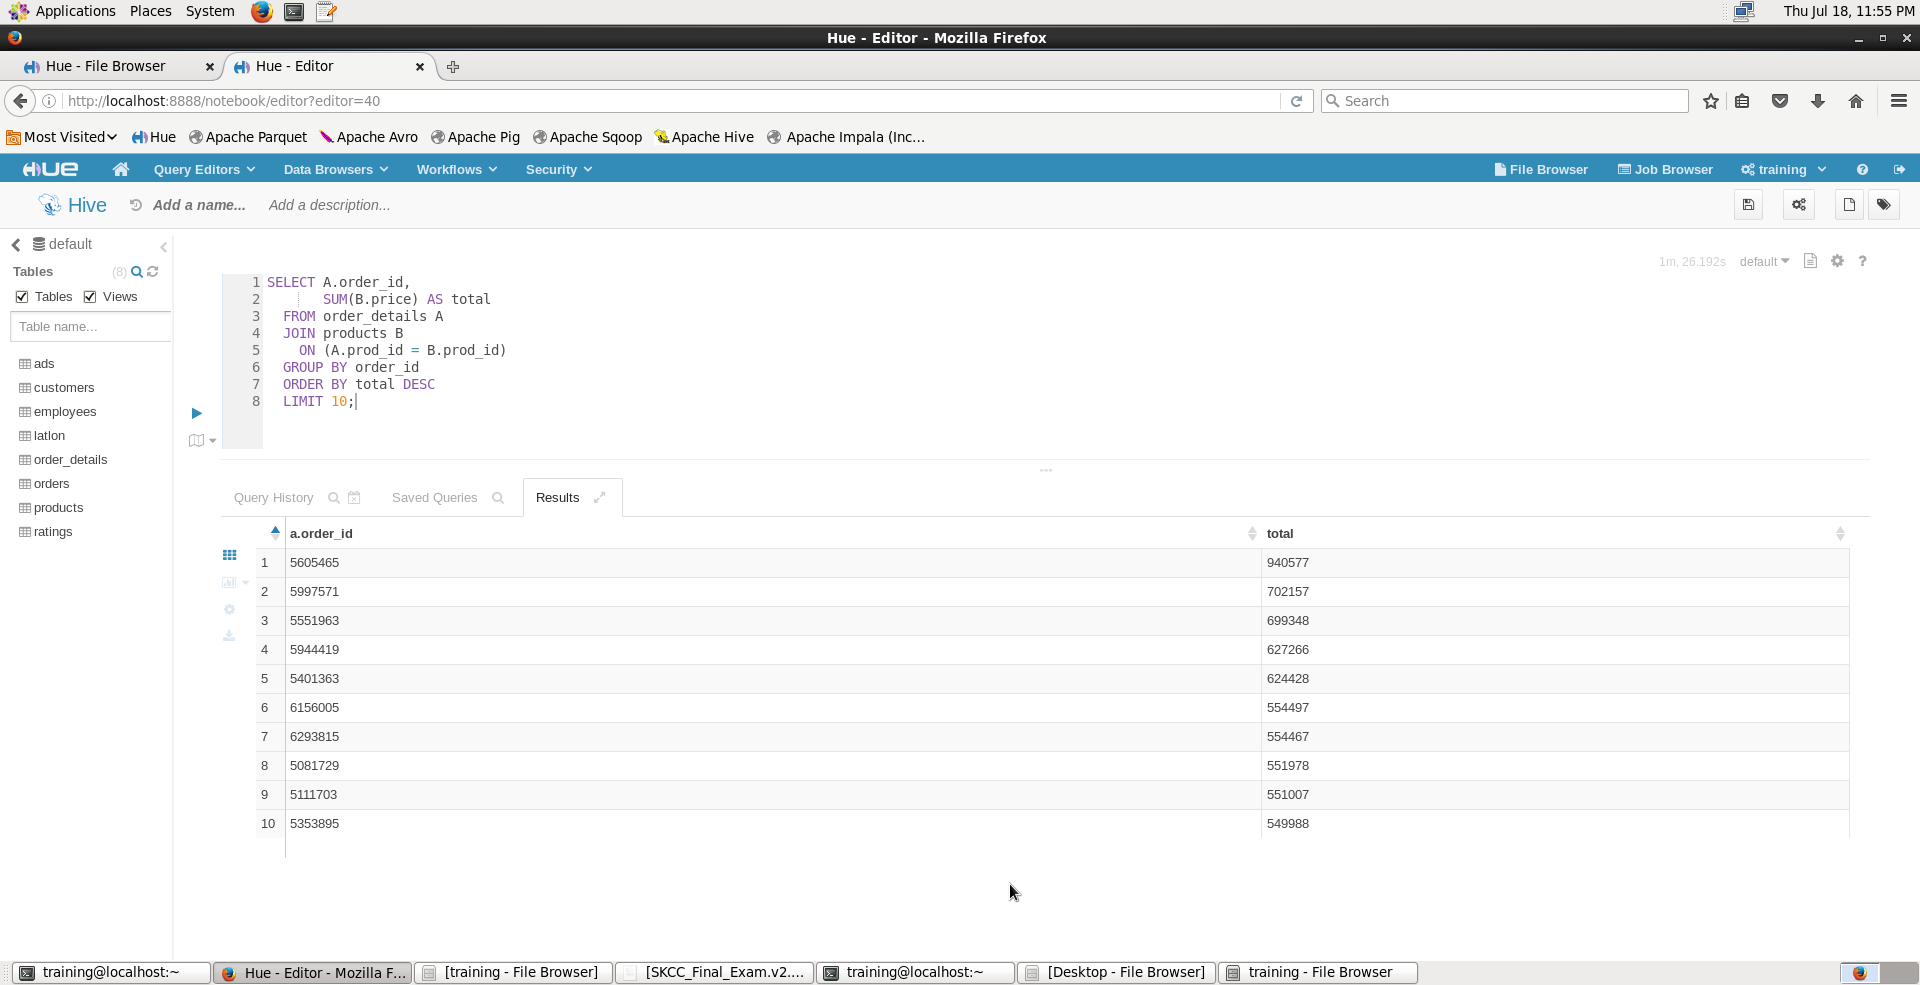 Applications Places System Thu Jul 18, 11:55 PM
Hue - Editor - Mozilla Firefox
Hue - File Browser Hue - Editor
http://localhost:8888/notebook/editor?editor=40 Search
Most Visited Hue Apache Parquet Apache Avro Apache Pig Apache Sqoop Apache Hive Apache Impala (Inc...
HUE Query Editors Data Browsers Workflows Security File Browser Job Browser training
Hive Add a name... Add a description...
default
Tables (8)
Tables Views
Table name...
ads
customers
employees
latlon
order_details
orders
products
ratings
1m, 26.192s default ?
1 SELECT A.order_id,
2 SUM(B.price) AS total
3 FROM order_details A
4 JOIN products B
5 ON (A.prod_id = B.prod_id)
6 GROUP BY order_id
7 ORDER BY total DESC
8 LIMIT 10;
Query History Saved Queries Results
a.order_id total
1 5605465 940577
2 5997571 702157
3 5551963 699348
4 5944419 627266
5 5401363 624428
6 6156005 554497
7 6293815 554467
8 5081729 551978
9 5111703 551007
10 5353895 549988
training@localhost:~ Hue - Editor - Mozilla F... [training - File Browser] [SKCC_Final_Exam.v2.... training@localhost:~ [Desktop - File Browser] training - File Browser